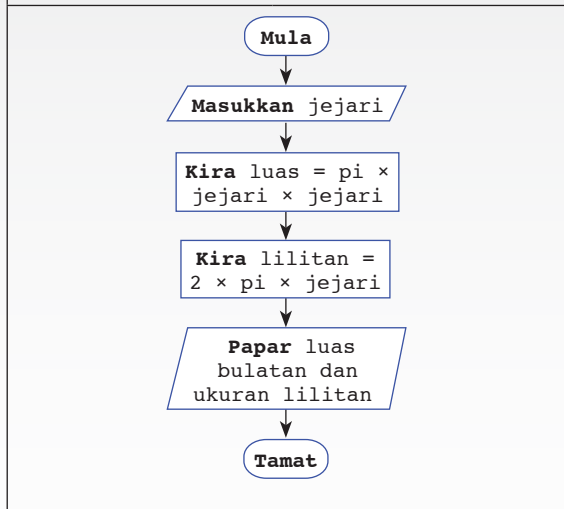 Mula
Masukkan jejari
Kira luas = pi ×
jejari × jejari
Kira lilitan =
2 × pi × jejari
Papar luas
bulatan dan
ukuran lilitan
Tamat